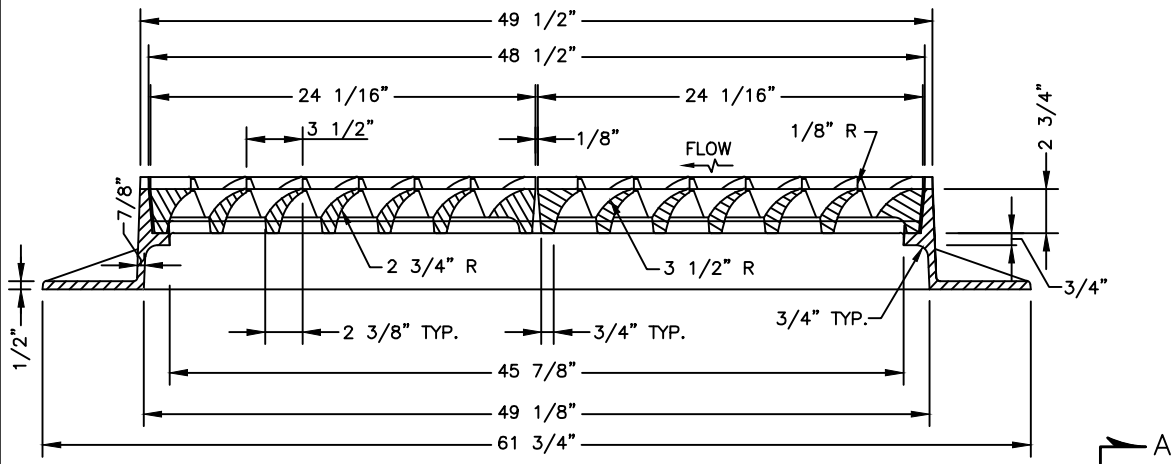 49 1/2"
48 1/2"
24 1/16"
24 1/16"
3 1/2"
1/8"
FLOW
1/8" R
2 3/4"
7/8"
2 3/4" R
3 1/2" R
3/4"
1/2"
2 3/8" TYP.
3/4" TYP.
3/4" TYP.
45 7/8"
49 1/8"
61 3/4"
A